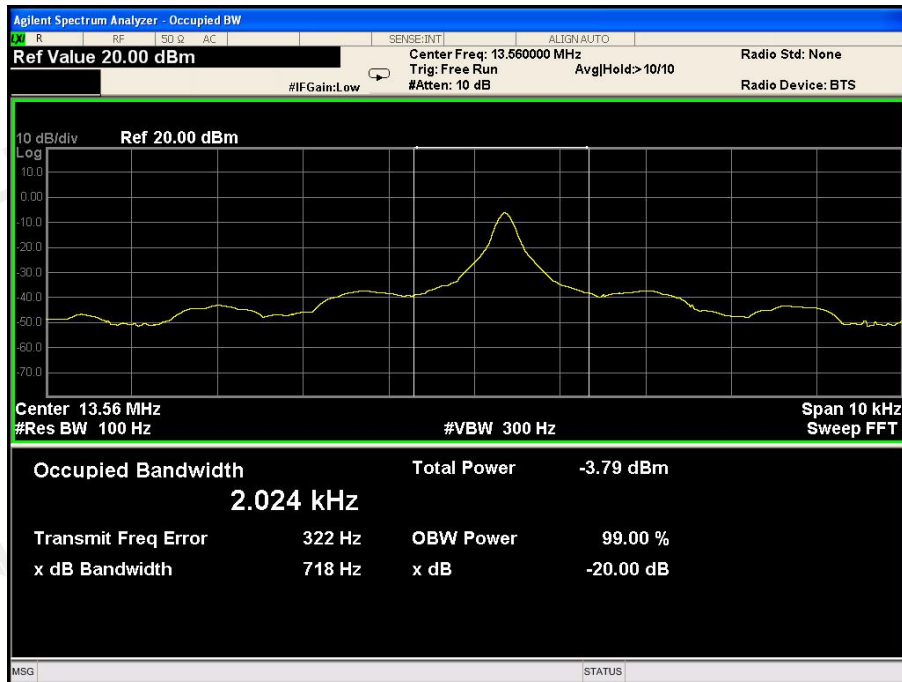 Agilent Spectrum Analyzer - Occupied BW
LXI R RF 50 Ω AC SENSE:INT ALIGNAUTO
Ref Value 20.00 dBm Center Freq: 13.560000 MHz Radio Std: None
Trig: Free Run Avg|Hold:>10/10
#IFGain:Low #Atten: 10 dB Radio Device: BTS
10 dB/div Ref 20.00 dBm
Log
10.0
0.00
-10.0
-20.0
-30.0
-40.0
-50.0
-60.0
-70.0
Center 13.56 MHz Span 10 kHz
#Res BW 100 Hz #VBW 300 Hz Sweep FFT
Occupied Bandwidth Total Power -3.79 dBm
2.024 kHz
Transmit Freq Error 322 Hz OBW Power 99.00 %
x dB Bandwidth 718 Hz x dB -20.00 dB
MSG STATUS